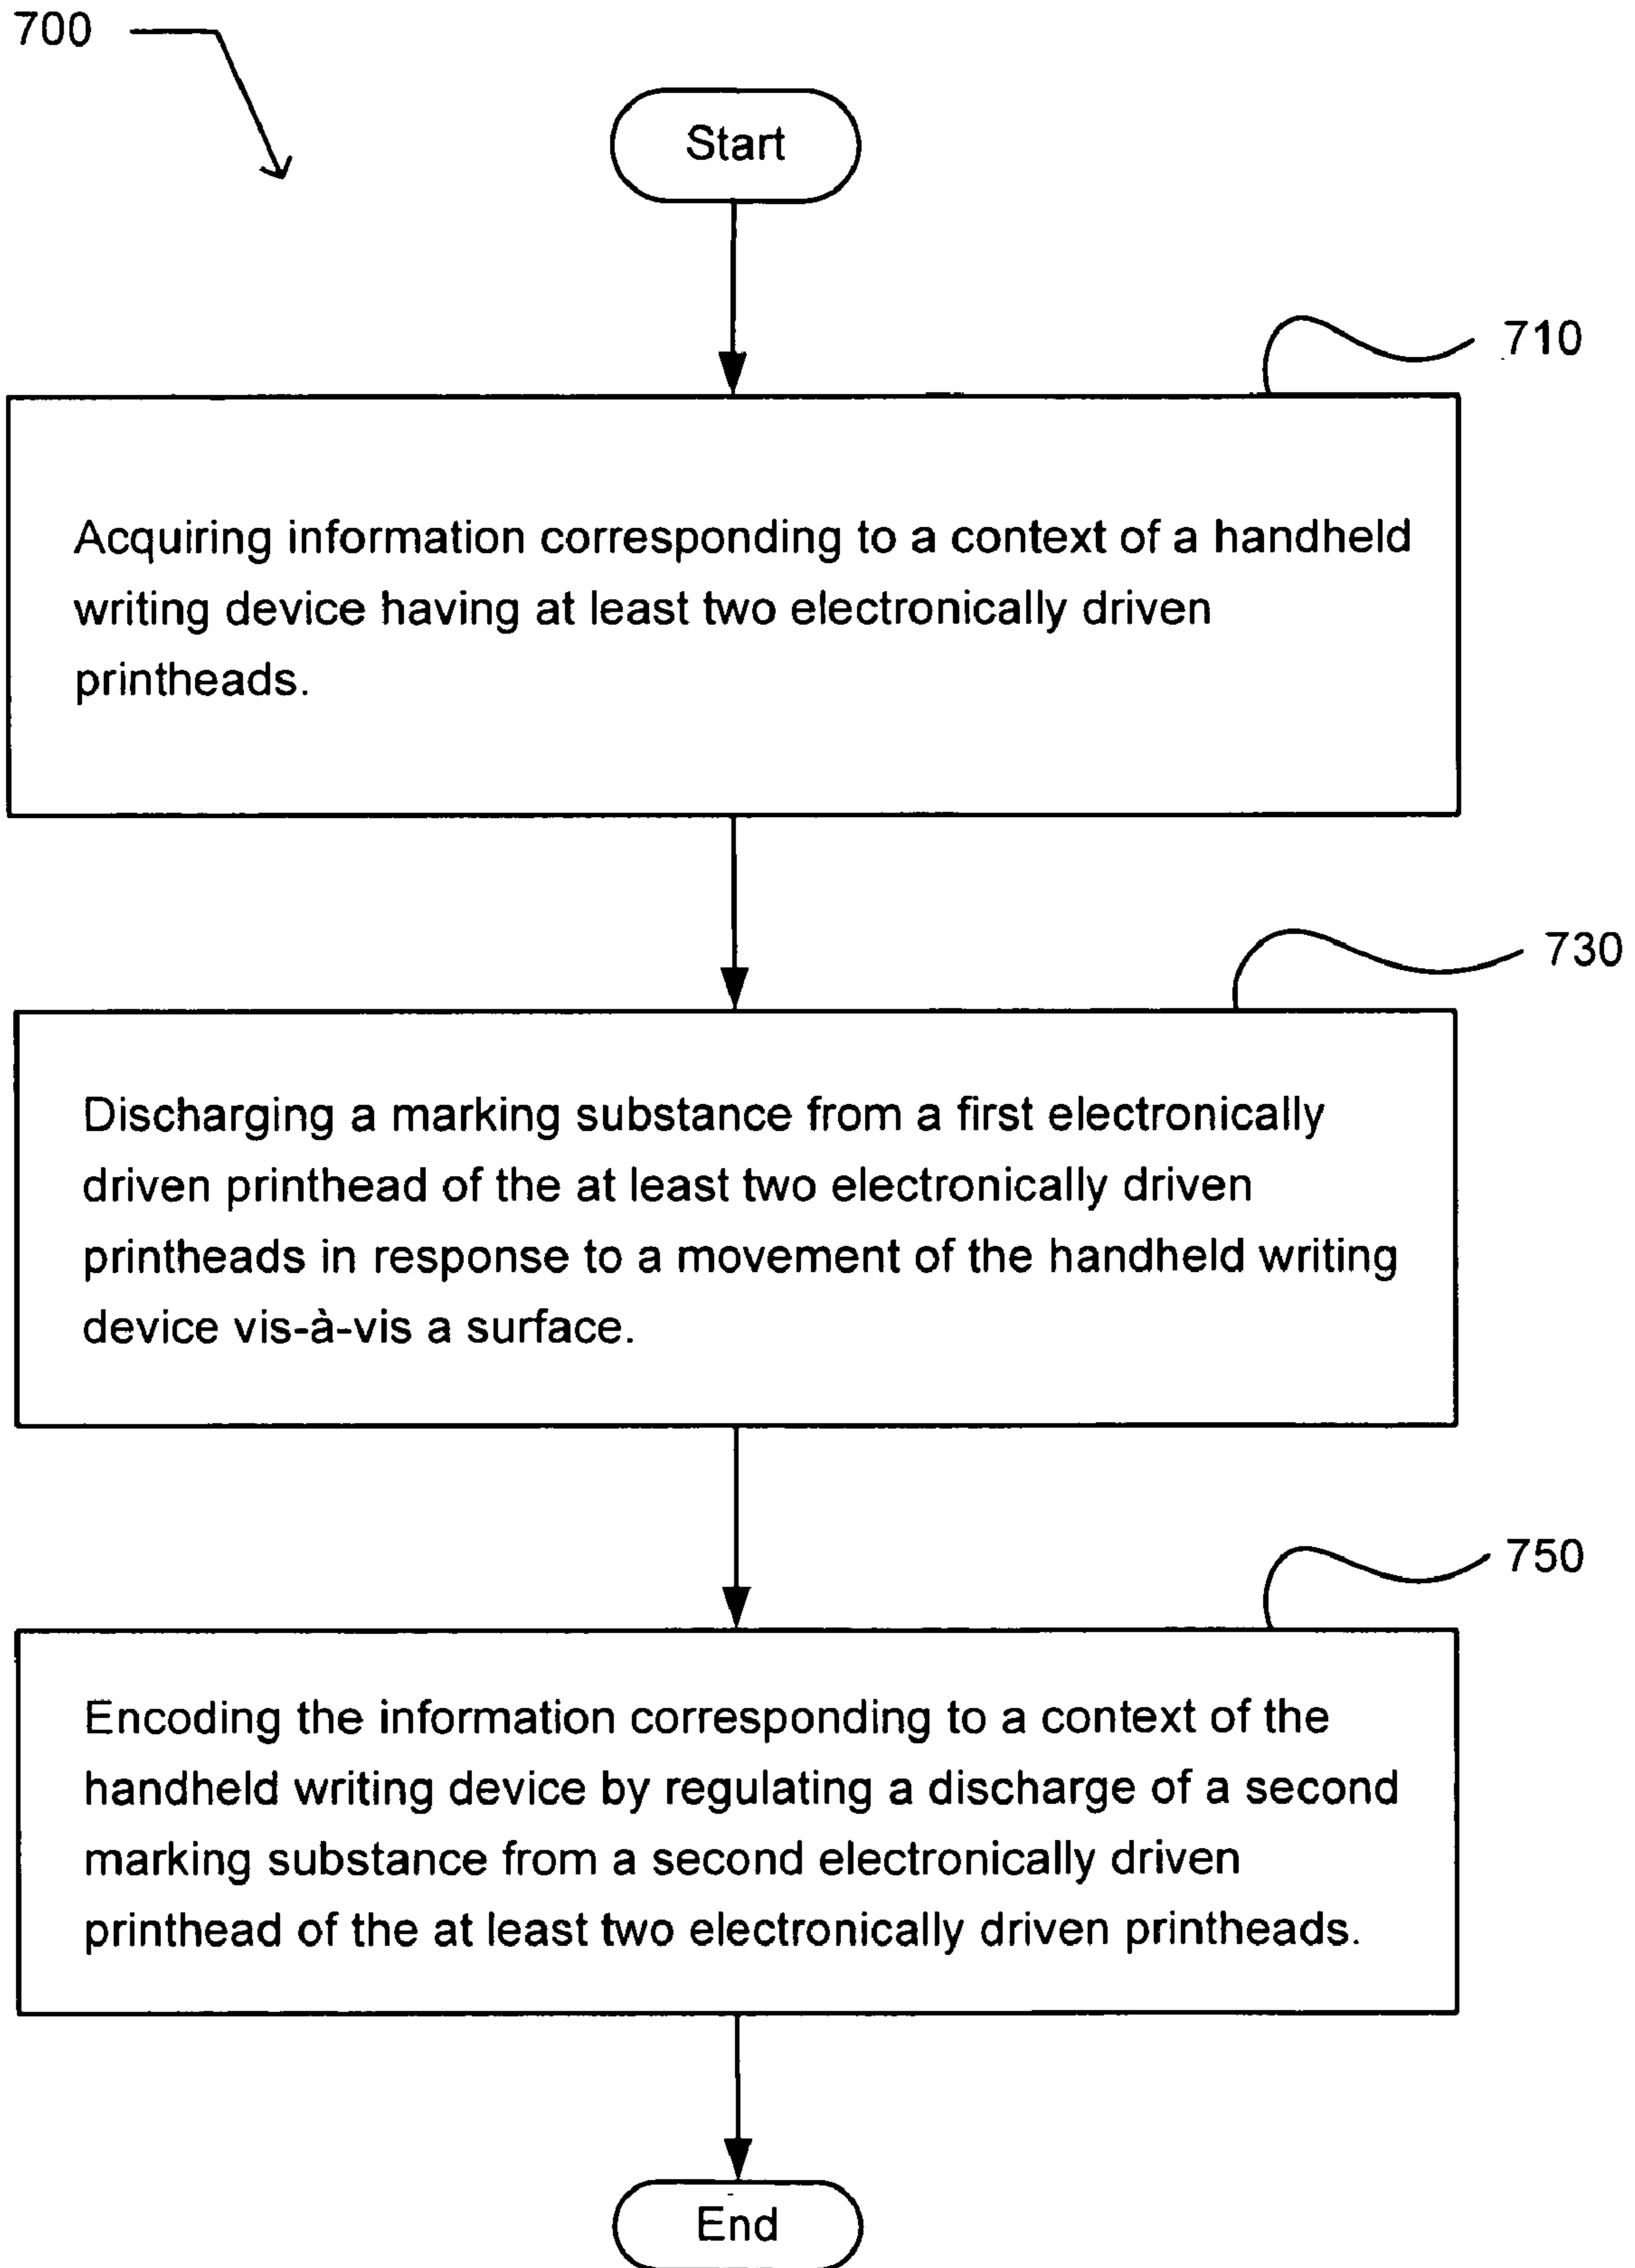 700
Start
710
Acquiring information corresponding to a context of a handheld
writing device having at least two electronically driven
printheads.
730
Discharging a marking substance from a first electronically
driven printhead of the at least two electronically driven
printheads in response to a movement of the handheld writing
device vis-à-vis a surface.
750
Encoding the information corresponding to a context of the
handheld writing device by regulating a discharge of a second
marking substance from a second electronically driven
printhead of the at least two electronically driven printheads.
End